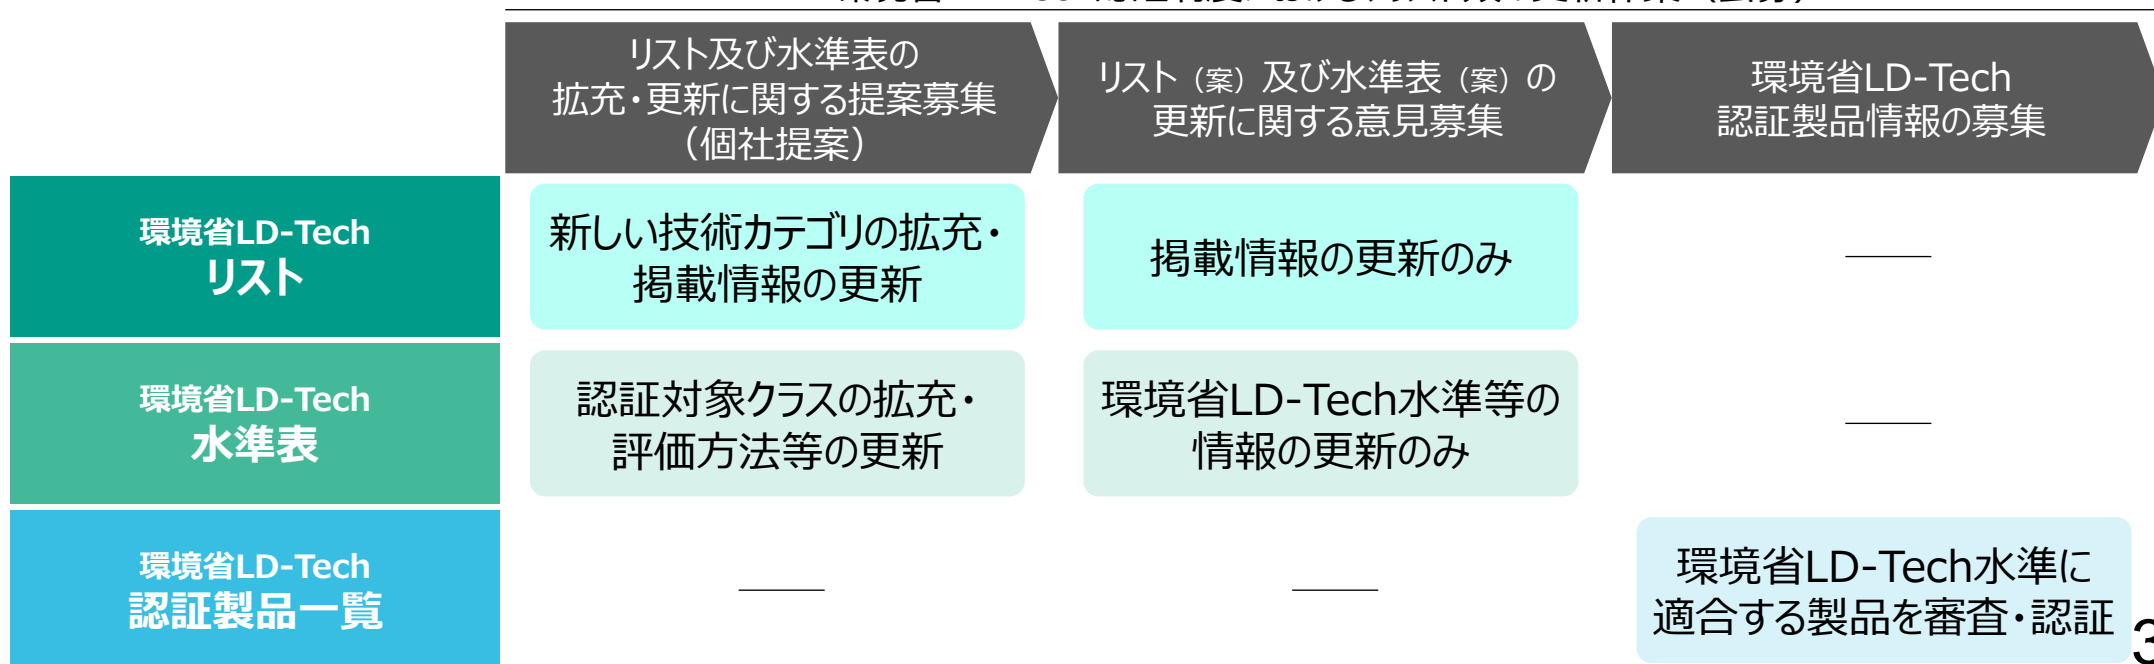 リスト及び水準表の
拡充・更新に関する提案募集
（個社提案）
リスト（案）及び水準表（案）の
更新に関する意見募集
環境省LD-Tech
認証製品情報の募集
環境省LD-Tech
リスト
新しい技術カテゴリの拡充・
掲載情報の更新
掲載情報の更新のみ
環境省LD-Tech
水準表
認証対象クラスの拡充・
評価方法等の更新
環境省LD-Tech水準等の
情報の更新のみ
環境省LD-Tech
認証製品一覧
環境省LD-Tech水準に
適合する製品を審査・認証
3